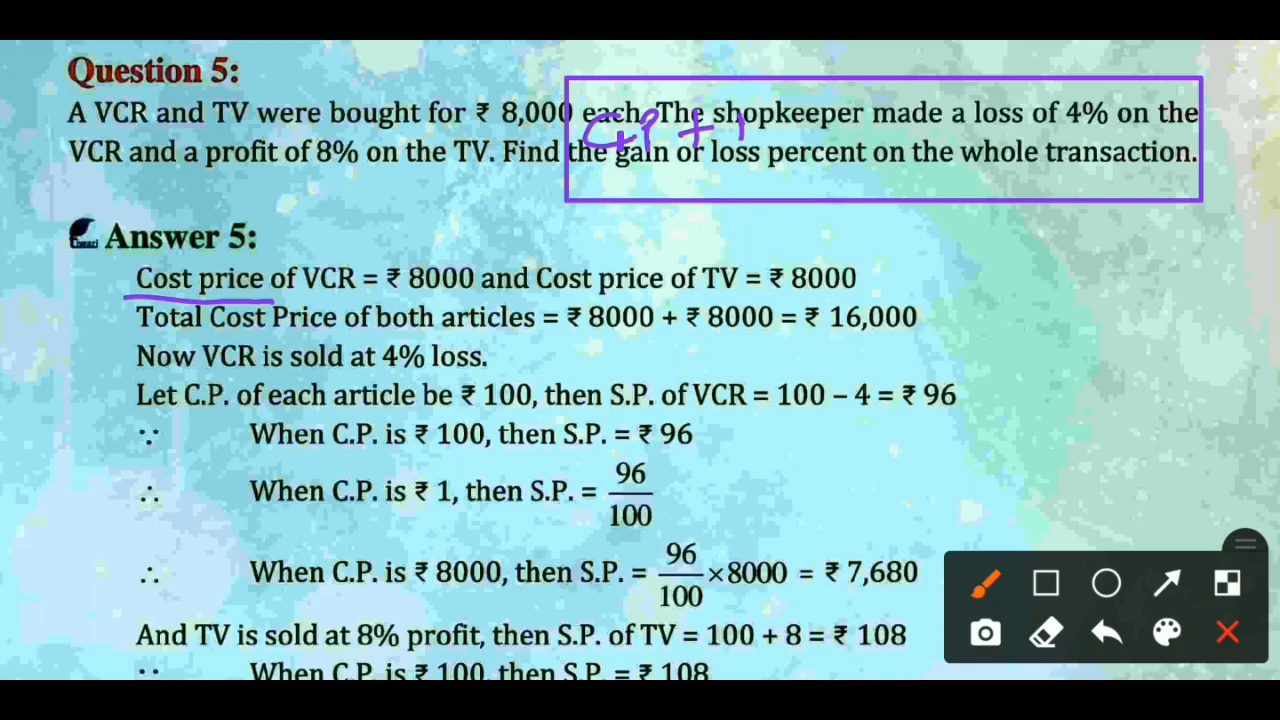 Question 5:
A VCR and TV were bought for ₹ 8,000 each. The shopkeeper made a loss of 4% on the
VCR and a profit of 8% on the TV. Find the gain or loss percent on the whole transaction.
Answer 5:
Cost price of VCR = ₹ 8000 and Cost price of TV = ₹ 8000
Total Cost Price of both articles = ₹ 8000 + ₹ 8000 = ₹ 16,000
Now VCR is sold at 4% loss.
Let C.P. of each article be ₹ 100, then S.P. of VCR = 100 – 4 = ₹ 96
∵ When C.P. is ₹ 100, then S.P. = ₹ 96
∴ When C.P. is ₹ 1, then S.P. = 96/100
∴ When C.P. is ₹ 8000, then S.P. = 96/100 ×8000 = ₹ 7,680
And TV is sold at 8% profit, then S.P. of TV = 100 + 8 = ₹ 108
∵ When C.P. is ₹ 100, then S.P. = ₹ 108